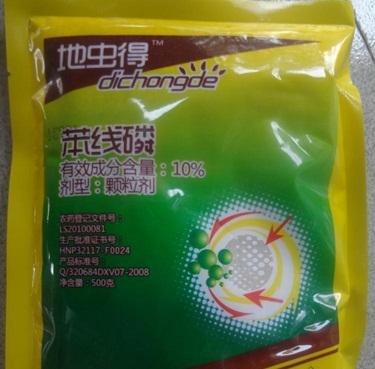 地虫得™
dichongde
苯线磷
有效成分含量：10%
剂型：颗粒剂
农药登记文件号：
LS20100081
生产批准证书号
HNP32117-F0024
产品标准号
Q/320684DXV07-2008
净含量：500克